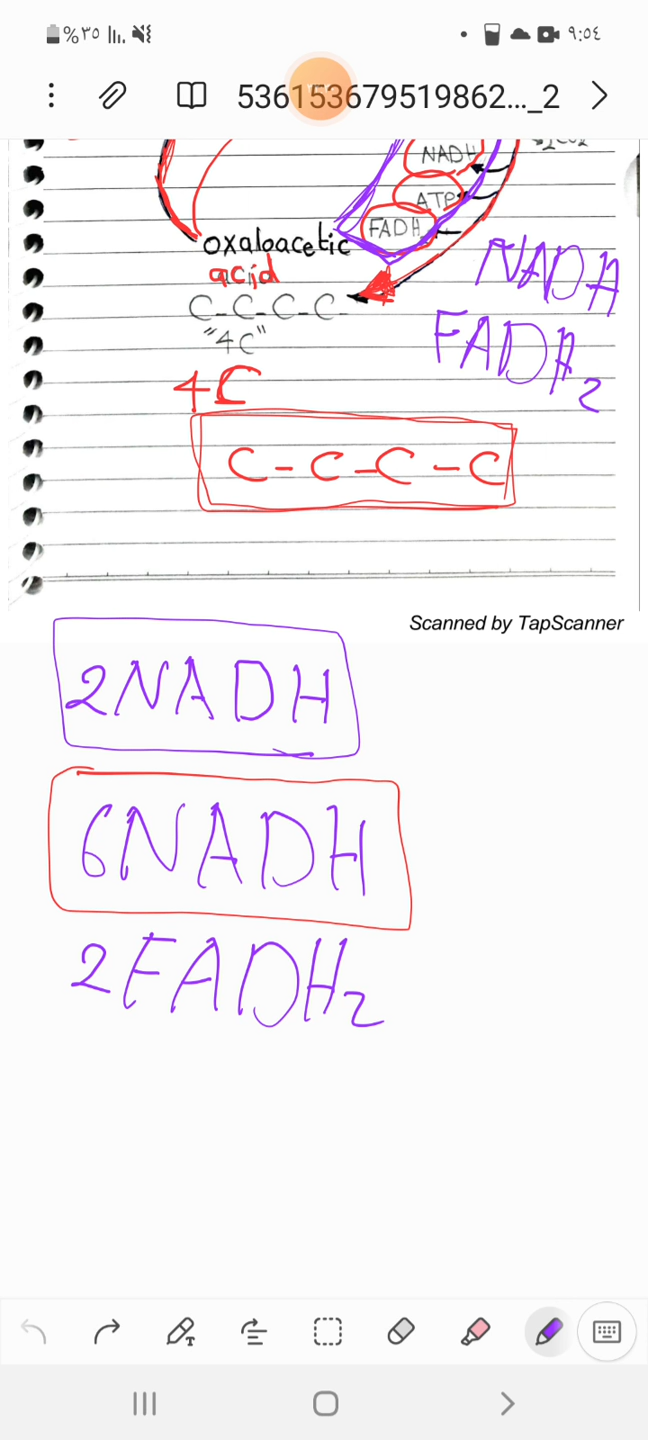 %٣٥ ٩:٥٤
536153679519862..._2
NADH
ATP
FADH
oxaloacetic
acid
C-C-C-C-
"4C"
NADH
FADH₂
4C
C-C-C-C
Scanned by TapScanner
2NADH
6NADH
2FADH₂
T